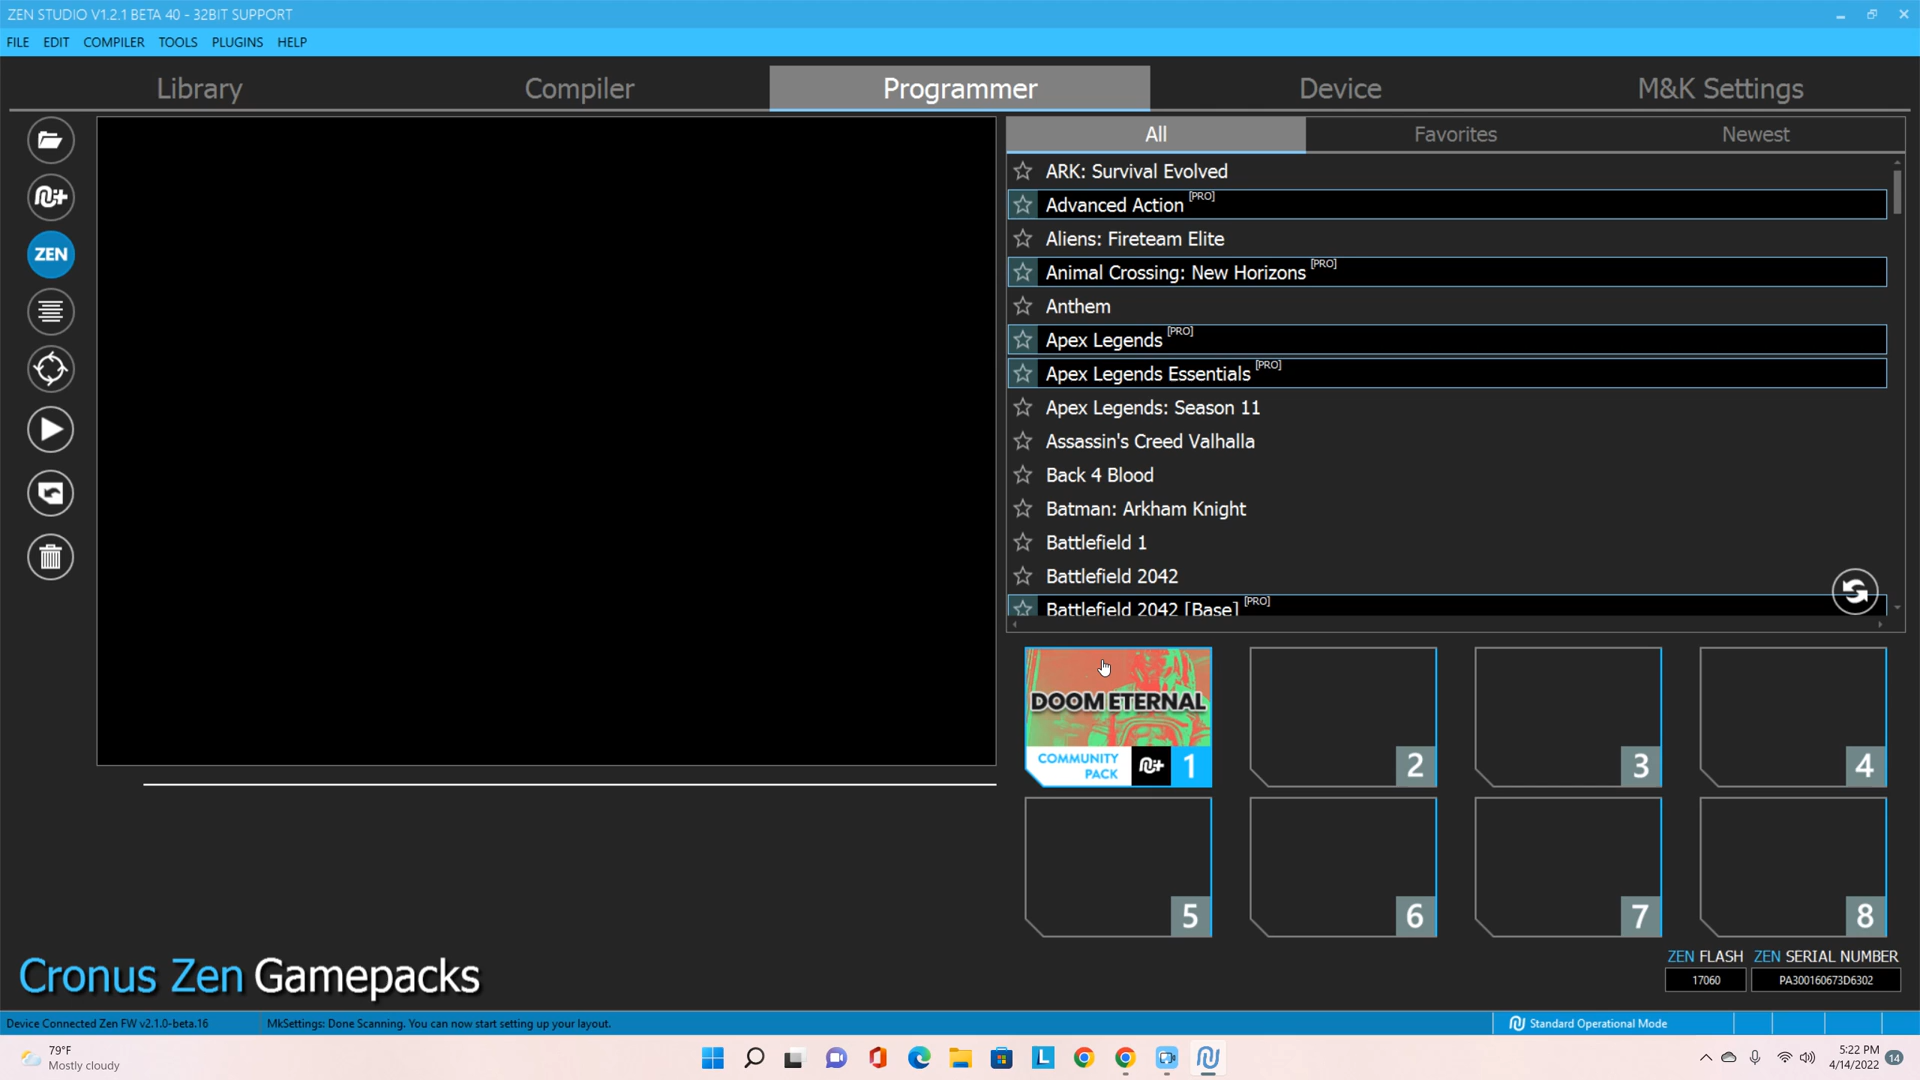 ZEN STUDIO V1.2.1 BETA 40 - 32BIT SUPPORT
FILE EDIT COMPILER TOOLS PLUGINS HELP
Library Compiler Programmer Device M&K Settings
All Favorites Newest
ZEN
ARK: Survival Evolved
Advanced Action [PRO]
Aliens: Fireteam Elite
Animal Crossing: New Horizons [PRO]
Anthem
Apex Legends [PRO]
Apex Legends Essentials [PRO]
Apex Legends: Season 11
Assassin's Creed Valhalla
Back 4 Blood
Batman: Arkham Knight
Battlefield 1
Battlefield 2042
Battlefield 2042 [Base] [PRO]
DOOM ETERNAL
COMMUNITY
PACK
1 2 3 4
5 6 7 8
Cronus Zen Gamepacks
ZEN FLASH ZEN SERIAL NUMBER
17060 PA300160673D6302
Device Connected Zen FW v2.1.0-beta.16 MkSettings: Done Scanning. You can now start setting up your layout. Standard Operational Mode
79°F
Mostly cloudy
5:22 PM
4/14/2022
14